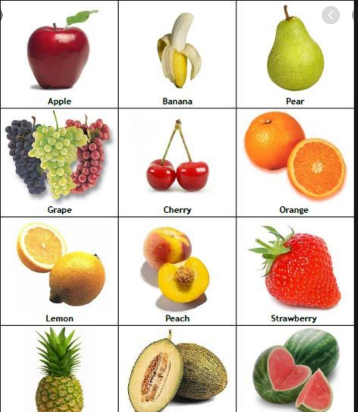 Apple
Banana
Pear
Grape
Cherry
Orange
Lemon
Peach
Strawberry